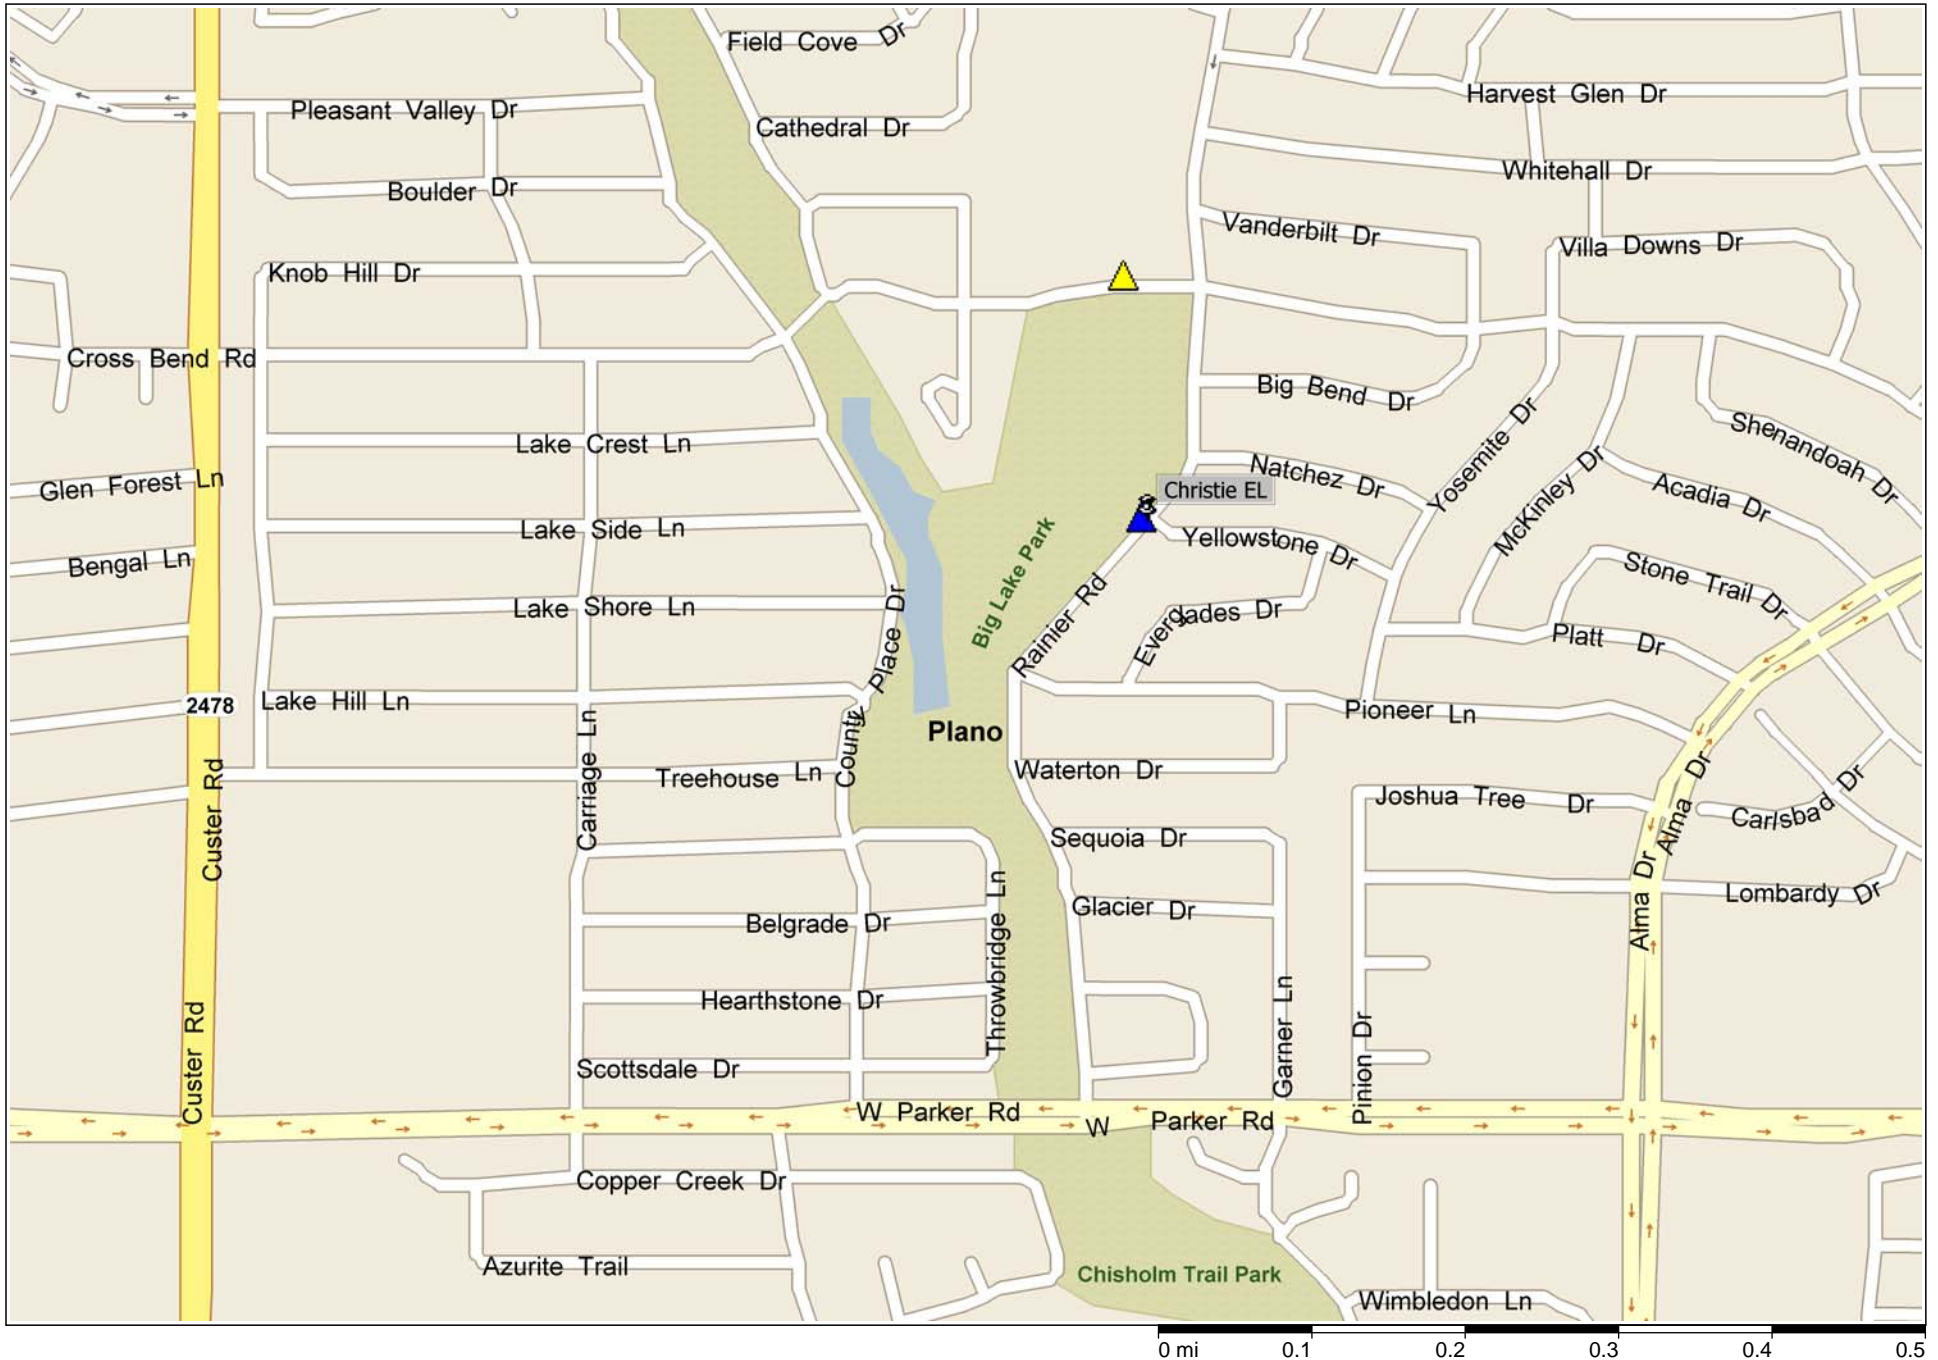 Field Cove Dr
Harvest Glen Dr
Pleasant Valley Dr
Cathedral Dr
Whitehall Dr
Boulder Dr
Vanderbilt Dr
Villa Downs Dr
Knob Hill Dr
Cross Bend Rd
Big Bend Dr
Yosemite Dr
Shenandoah Dr
Lake Crest Ln
Natchez Dr
McKinley Dr
Acadia Dr
Glen Forest Ln
Christie EL
Lake Side Ln
Yellowstone Dr
Bengal Ln
Big Lake Park
Stone Trail Dr
Lake Shore Ln
Rainier Rd
Everglades Dr
Platt Dr
County Place Dr
2478
Lake Hill Ln
Pioneer Ln
Plano
Carriage Ln
Treehouse Ln
Waterton Dr
Alma Dr
Joshua Tree Dr
Carlsbad Dr
Custer Rd
Sequoia Dr
Alma Dr
Lombardy Dr
Glacier Dr
Belgrade Dr
Throwbridge Ln
Hearthstone Dr
Garner Ln
Pinion Dr
Custer Rd
Scottsdale Dr
W Parker Rd
W Parker Rd
Copper Creek Dr
Azurite Trail
Chisholm Trail Park
Wimbledon Ln
0 mi 0.1 0.2 0.3 0.4 0.5